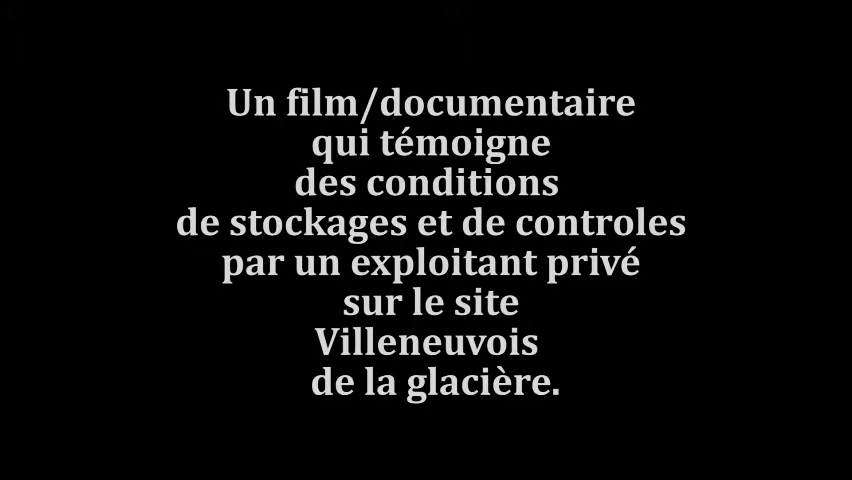 Un film/documentaire
qui témoigne
des conditions
de stockages et de controles
par un exploitant privé
sur le site
Villeneuvois
de la glacière.